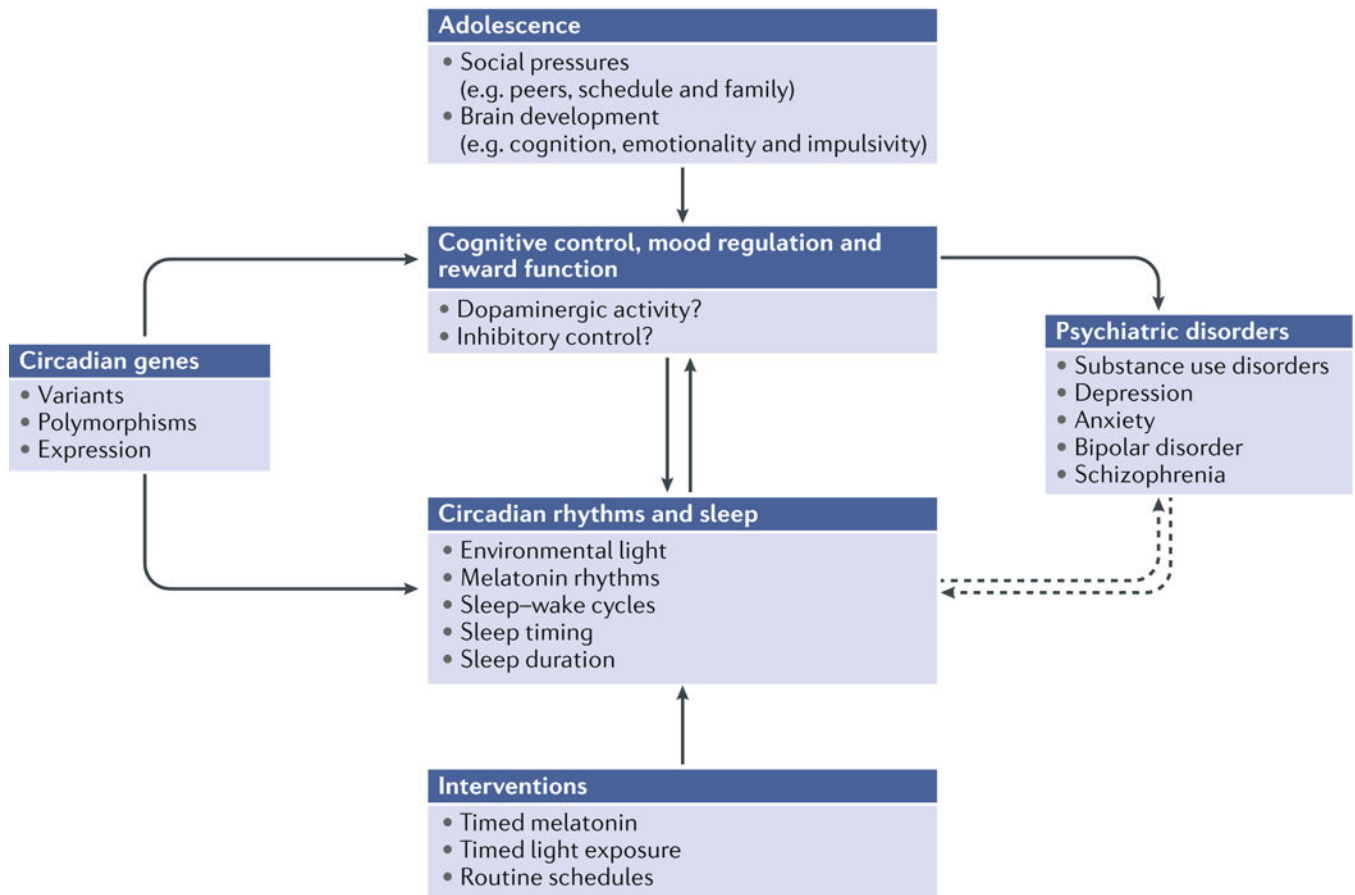 Adolescence
• Social pressures
(e.g. peers, schedule and family)
• Brain development
(e.g. cognition, emotionality and impulsivity)
Cognitive control, mood regulation and
reward function
• Dopaminergic activity?
• Inhibitory control?
Circadian genes
• Variants
• Polymorphisms
• Expression
Psychiatric disorders
• Substance use disorders
• Depression
• Anxiety
• Bipolar disorder
• Schizophrenia
Circadian rhythms and sleep
• Environmental light
• Melatonin rhythms
• Sleep–wake cycles
• Sleep timing
• Sleep duration
Interventions
• Timed melatonin
• Timed light exposure
• Routine schedules